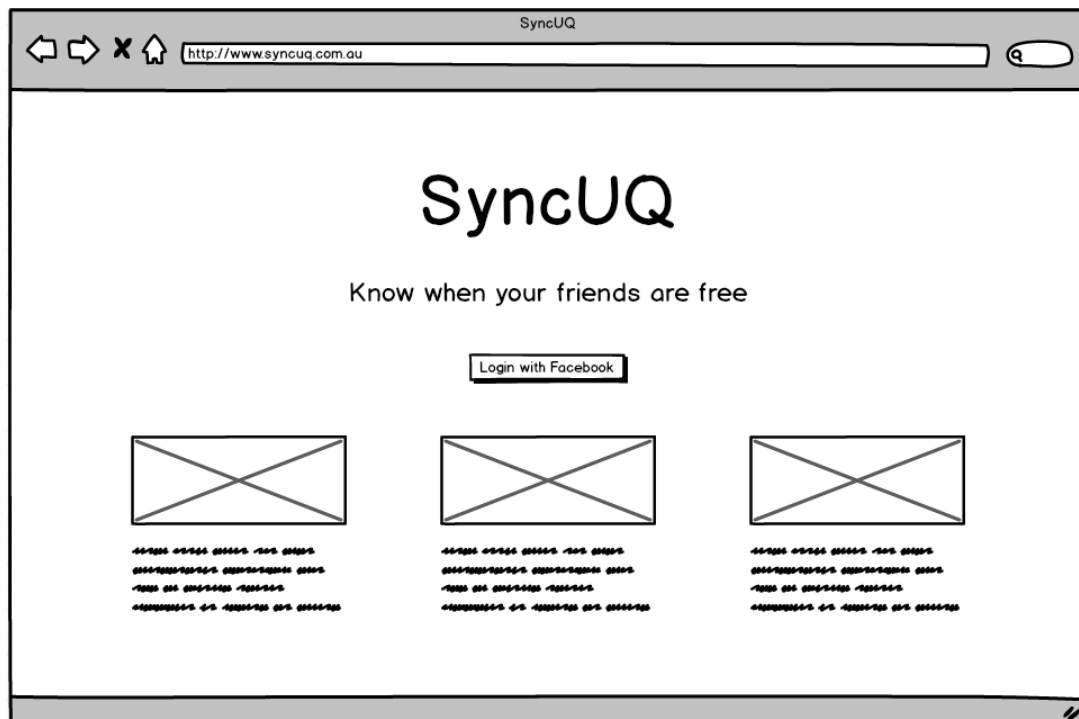 SyncUQ
http://www.syncuq.com.au
SyncUQ
Know when your friends are free
Login with Facebook